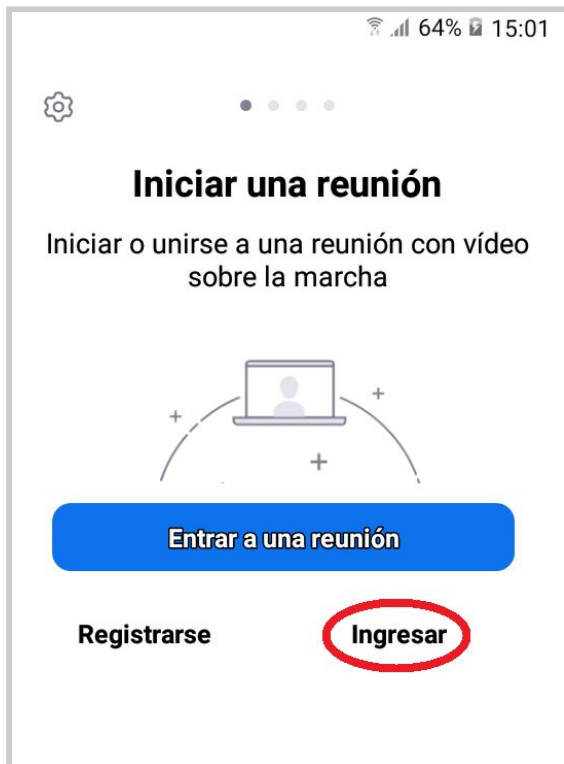 64% 15:01
Iniciar una reunión
Iniciar o unirse a una reunión con vídeo
sobre la marcha
Entrar a una reunión
Registrarse Ingresar